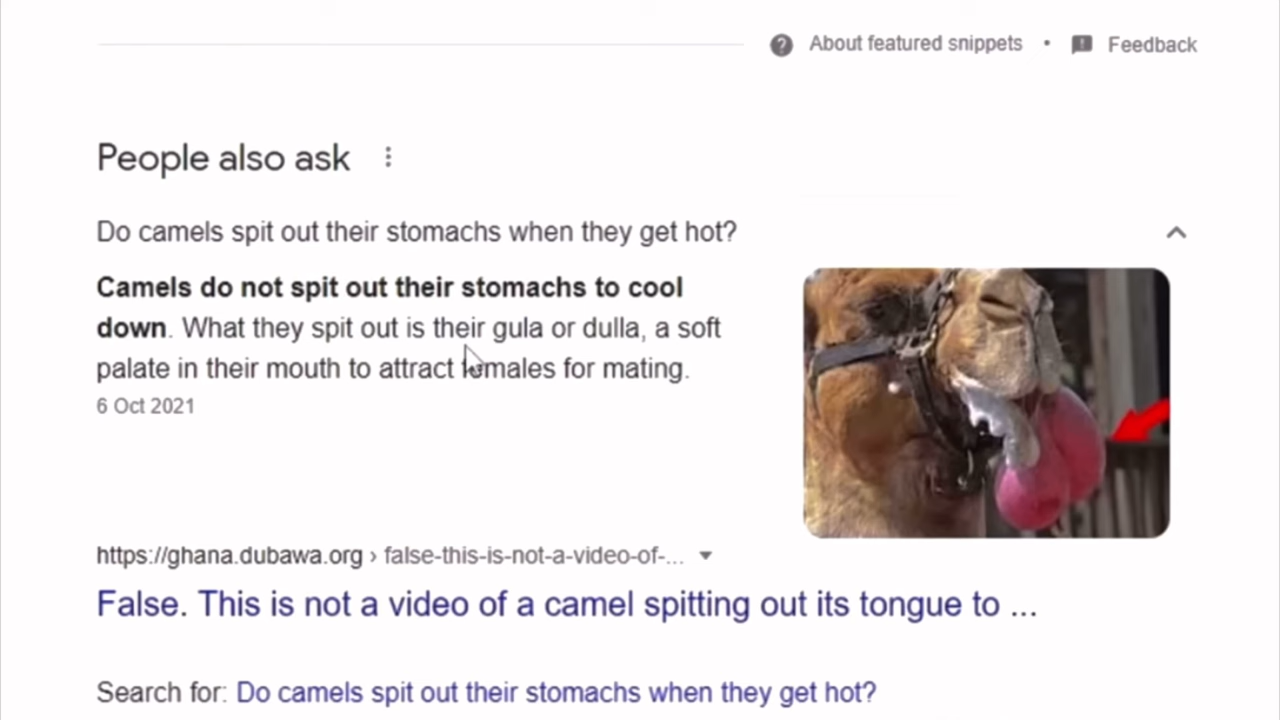 About featured snippets • Feedback
People also ask
Do camels spit out their stomachs when they get hot?
Camels do not spit out their stomachs to cool
down. What they spit out is their gula or dulla, a soft
palate in their mouth to attract females for mating.
6 Oct 2021
https://ghana.dubawa.org › false-this-is-not-a-video-of-...
False. This is not a video of a camel spitting out its tongue to ...
Search for: Do camels spit out their stomachs when they get hot?